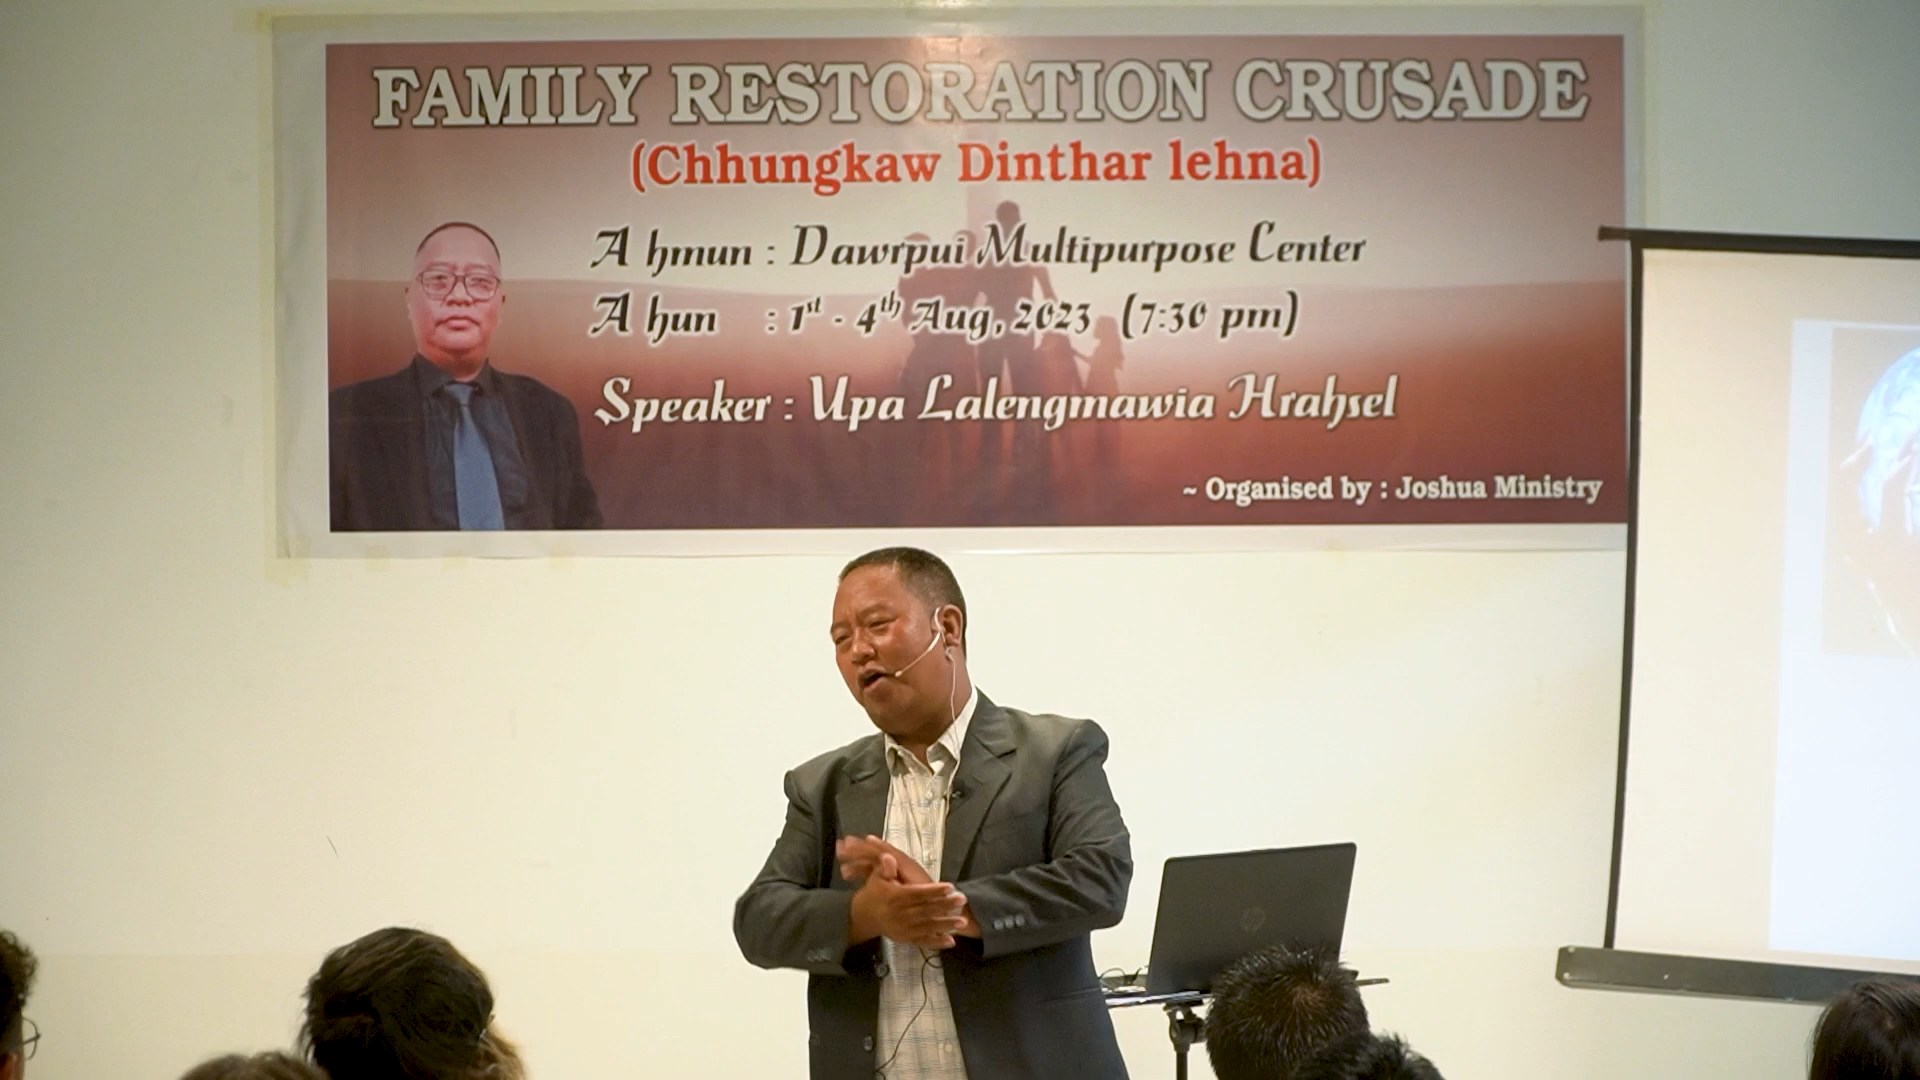 FAMILY RESTORATION CRUSADE
(Chhungkaw Dinthar lehna)
A hmun : Dawrpui Multipurpose Center
A hun : 1st - 4th Aug, 2023 (7:30 pm)
Speaker : Upa Lalengmawia Hrahsel
~ Organised by : Joshua Ministry
hp